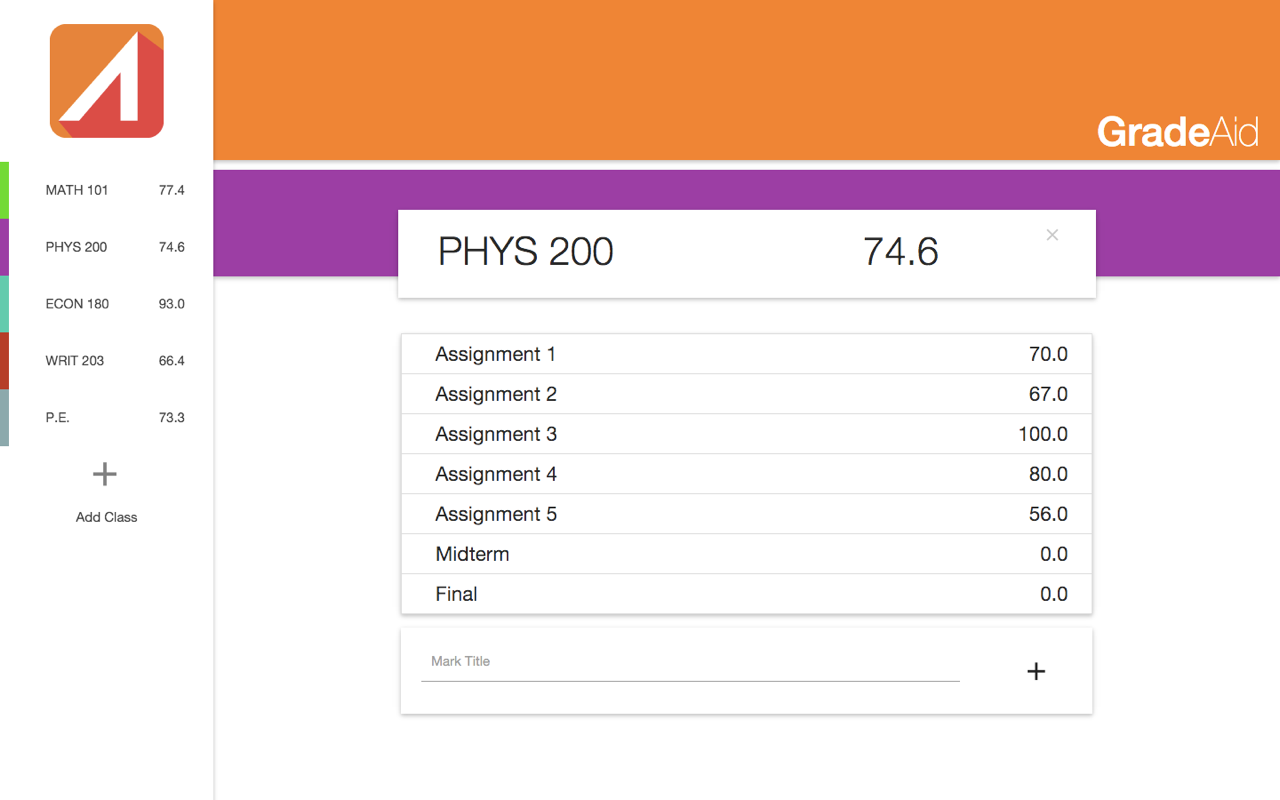 GradeAid
MATH 101 77.4
PHYS 200 74.6
ECON 180 93.0
WRIT 203 66.4
P.E. 73.3
Add Class
PHYS 200 74.6
Assignment 1 70.0
Assignment 2 67.0
Assignment 3 100.0
Assignment 4 80.0
Assignment 5 56.0
Midterm 0.0
Final 0.0
Mark Title